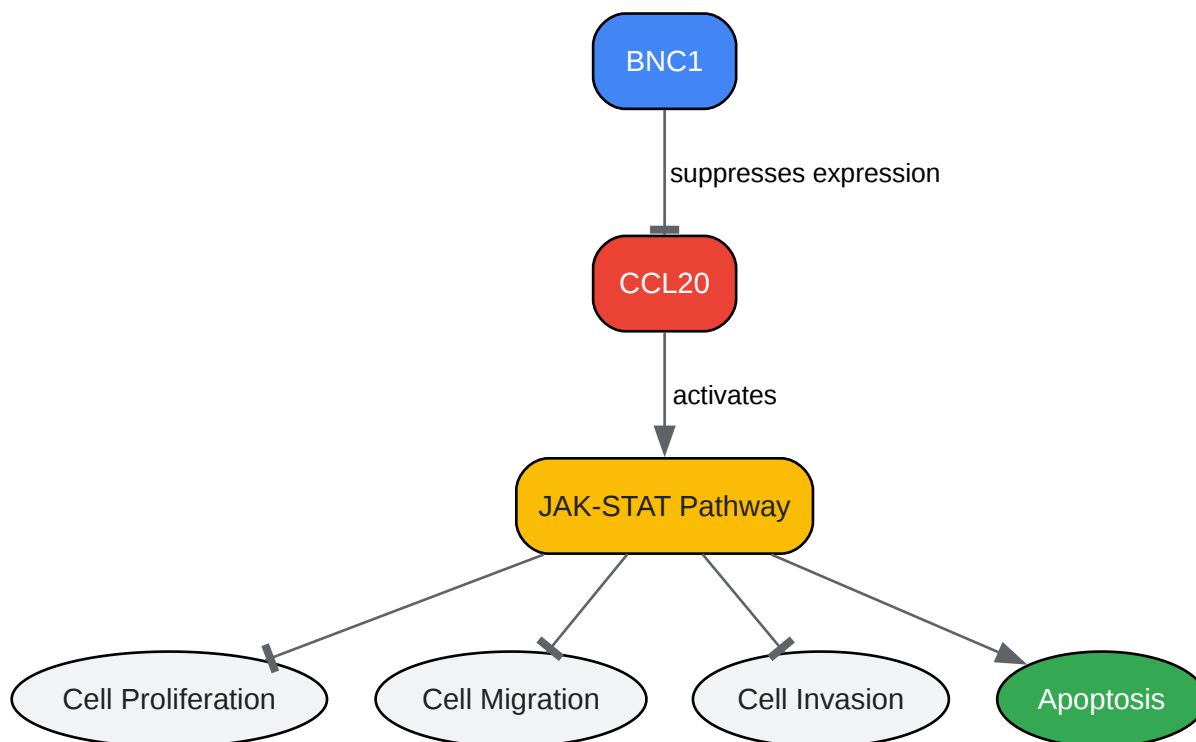 BNC1
suppresses expression
CCL20
activates
JAK-STAT Pathway
Cell Proliferation
Cell Migration
Cell Invasion
Apoptosis